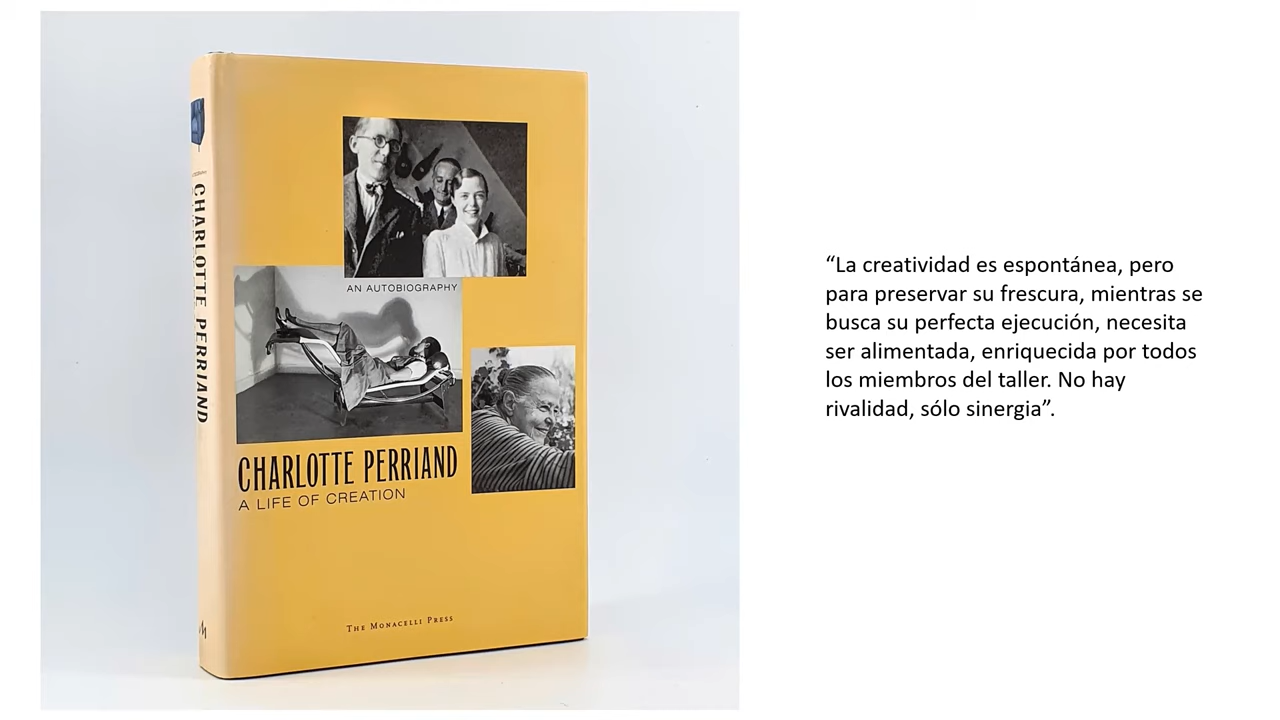 CHARLOTTE PERRIAND
AN AUTOBIOGRAPHY
CHARLOTTE PERRIAND
A LIFE OF CREATION
THE MONACELLI PRESS
“La creatividad es espontánea, pero
para preservar su frescura, mientras se
busca su perfecta ejecución, necesita
ser alimentada, enriquecida por todos
los miembros del taller. No hay
rivalidad, sólo sinergia”.